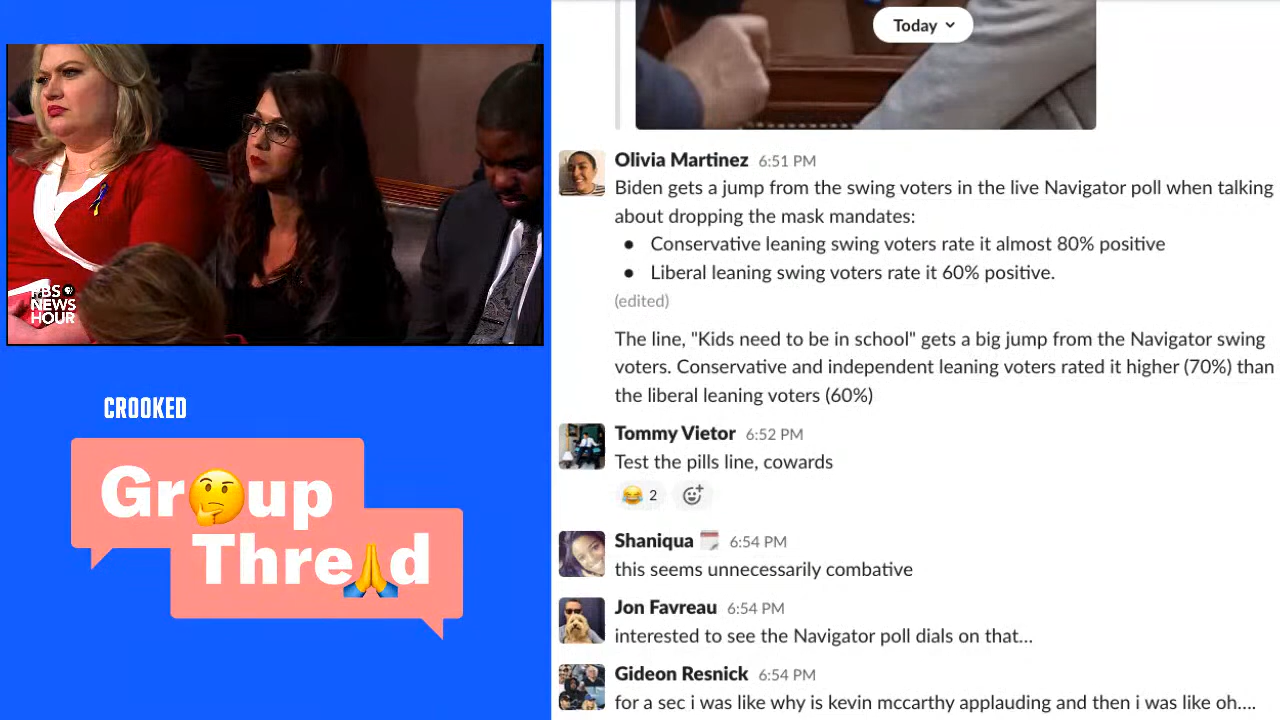 PBS
NEWS
HOUR
CROOKED
Gr🤔up
Thre🙏d
Today
Olivia Martinez 6:51 PM
Biden gets a jump from the swing voters in the live Navigator poll when talking
about dropping the mask mandates:
● Conservative leaning swing voters rate it almost 80% positive
● Liberal leaning swing voters rate it 60% positive.
(edited)
The line, "Kids need to be in school" gets a big jump from the Navigator swing
voters. Conservative and independent leaning voters rated it higher (70%) than
the liberal leaning voters (60%)
Tommy Vietor 6:52 PM
Test the pills line, cowards
😂 2
Shaniqua 6:54 PM
this seems unnecessarily combative
Jon Favreau 6:54 PM
interested to see the Navigator poll dials on that...
Gideon Resnick 6:54 PM
for a sec i was like why is kevin mccarthy applauding and then i was like oh....